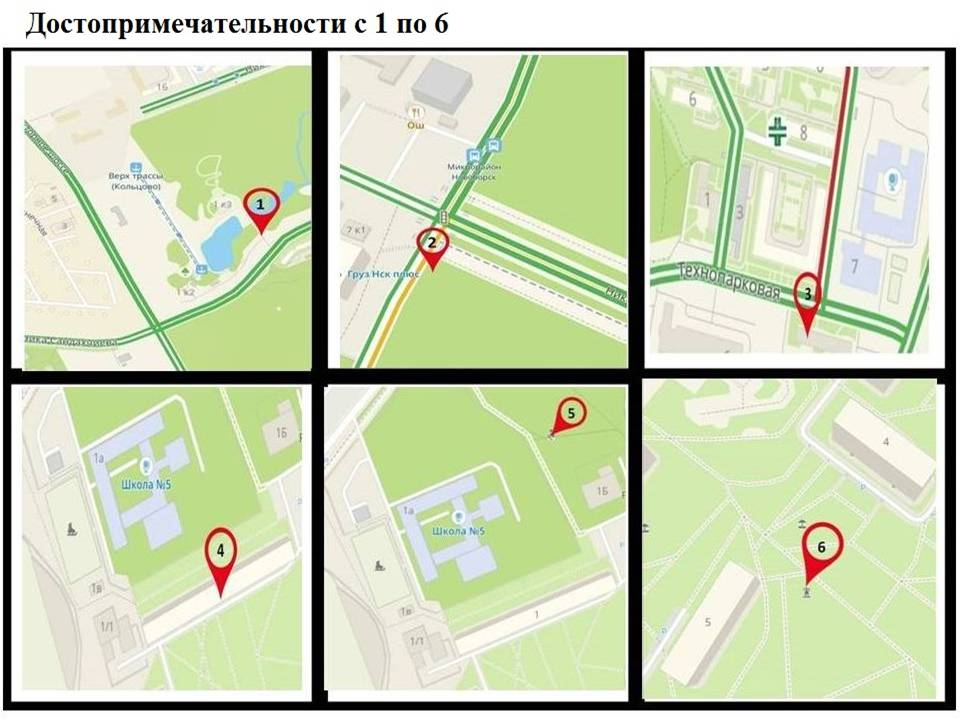 Достопримечательности с 1 по 6
1б
Верх трассы
(Кольцово)
1 к3
1
1 к2
Ош
Микрорайон
Новоборск
7 к1
2
Груз Нск плюс
6
8
1
3
7
Технопарковая
3
1а
1Б
Школа №5
4
1в
1/1
5
1а
1Б
Школа №5
1в
1
1/1
4
6
5